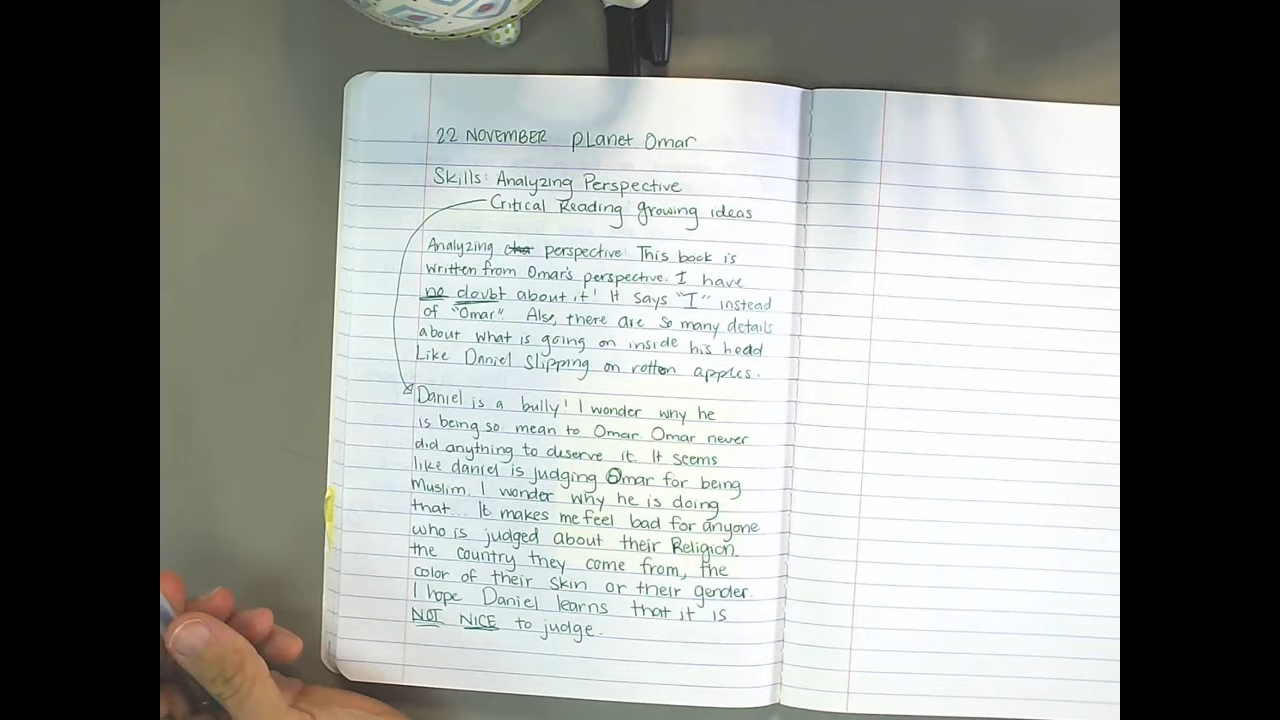 22 NOVEMBER Planet Omar
Skills: Analyzing Perspective
Critical Reading growing ideas
Analyzing cha perspective: This book is
written from Omar's perspective. I have
no doubt about it! It says "I" instead
of "Omar". Also, there are so many details
about what is going on inside his head
Like Daniel slipping on rotten apples.
Daniel is a bully! I wonder why he
is being so mean to Omar. Omar never
did anything to deserve it. It seems
like daniel is judging Omar for being
Muslim. I wonder why he is doing
that... It makes me feel bad for anyone
who is judged about their Religion,
the country they come from, the
color of their skin or their gender.
I hope Daniel learns that it is
NOT NICE to judge.